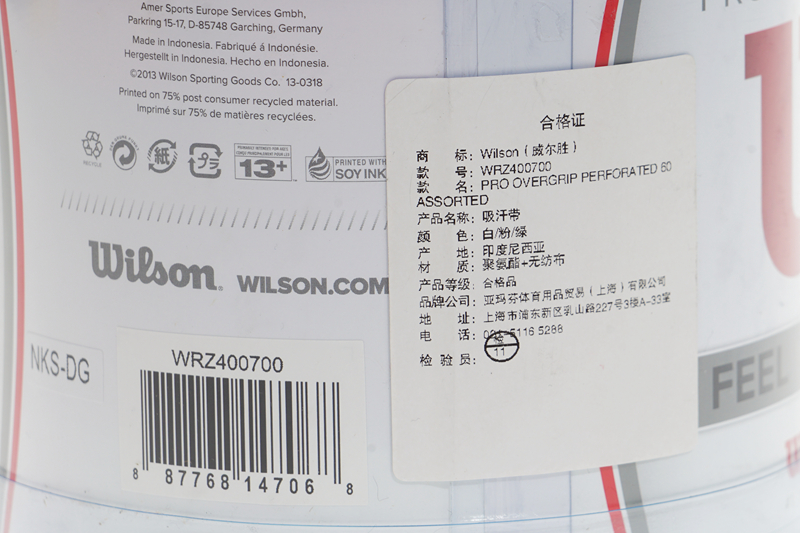 Amer Sports Europe Services Gmbh,
Parkring 15-17, D-85748 Garching, Germany
Made in Indonesia. Fabriqué á Indonésie.
Hergestellt in Indonesia. Hecho en Indonesia.
©2013 Wilson Sporting Goods Co. 13-0318
Printed on 75% post consumer recycled material.
Imprimé sur 75% de matières recyclées.
RECYCLE
紙
プラ
13+
PRINTED WITH
SOY INK
Wilson
WILSON.COM
NKS-DG
WRZ400700
8 87768 14706 8
合格证
商 标：Wilson（威尔胜）
款 号：WRZ400700
款 名：PRO OVERGRIP PERFORATED 60
ASSORTED
产品名称：吸汗带
颜 色：白/粉/绿
产 地：印度尼西亚
材 质：聚氨酯+无纺布
产品等级：合格品
品牌公司：亚玛芬体育用品贸易（上海）有限公司
地 址：上海市浦东新区乳山路227号3楼A-33室
电 话：021-5116 5288
检 验 员：
11
FEEL